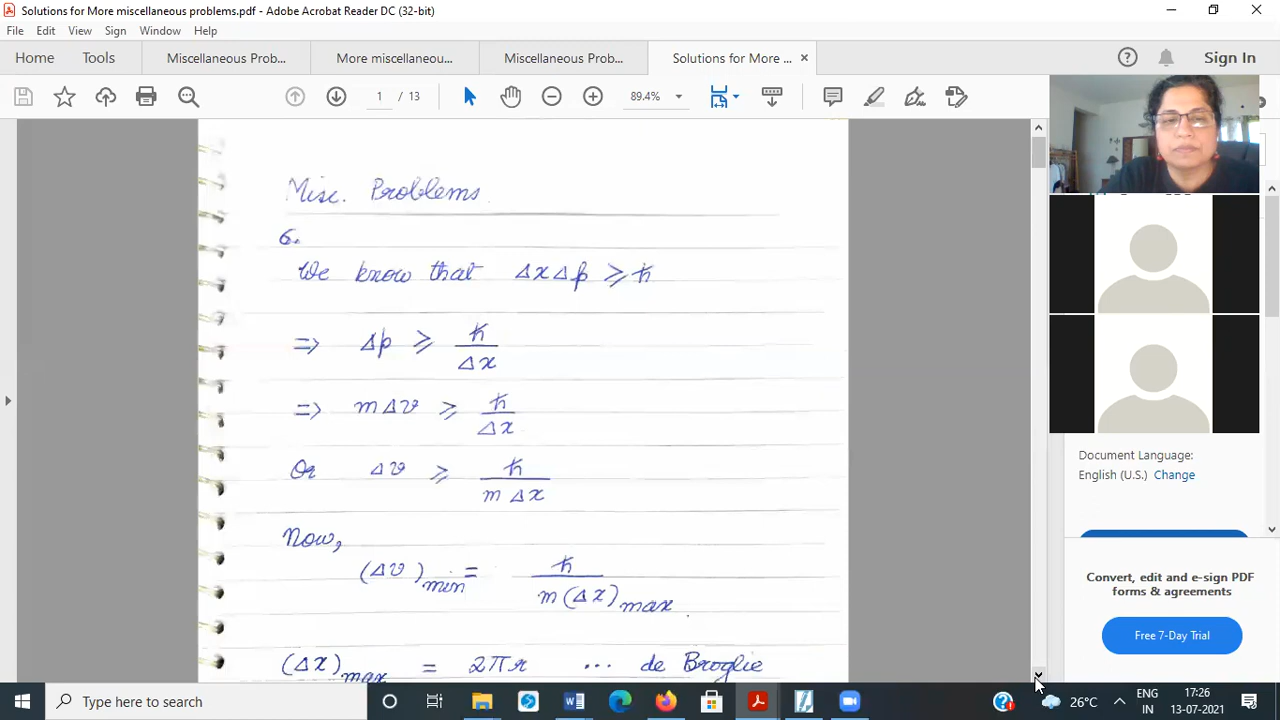 Solutions for More miscellaneous problems.pdf - Adobe Acrobat Reader DC (32-bit)
File Edit View Sign Window Help
Home Tools Miscellaneous Prob... More miscellaneou... Miscellaneous Prob... Solutions for More ... × Sign In
1 / 13 89.4%
Misc. Problems
6.
We know that Δx Δp ≥ ℏ
=> Δp ≥ ℏ / Δx
=> m Δv ≥ ℏ / Δx
Or Δv ≥ ℏ / m Δx
Now,
(Δv)min = ℏ / m(Δx)max
(Δx)max = 2πr ... de Broglie
Document Language:
English (U.S.) Change
Convert, edit and e-sign PDF
forms & agreements
Free 7-Day Trial
Type here to search
26°C
ENG
IN
17:26
13-07-2021